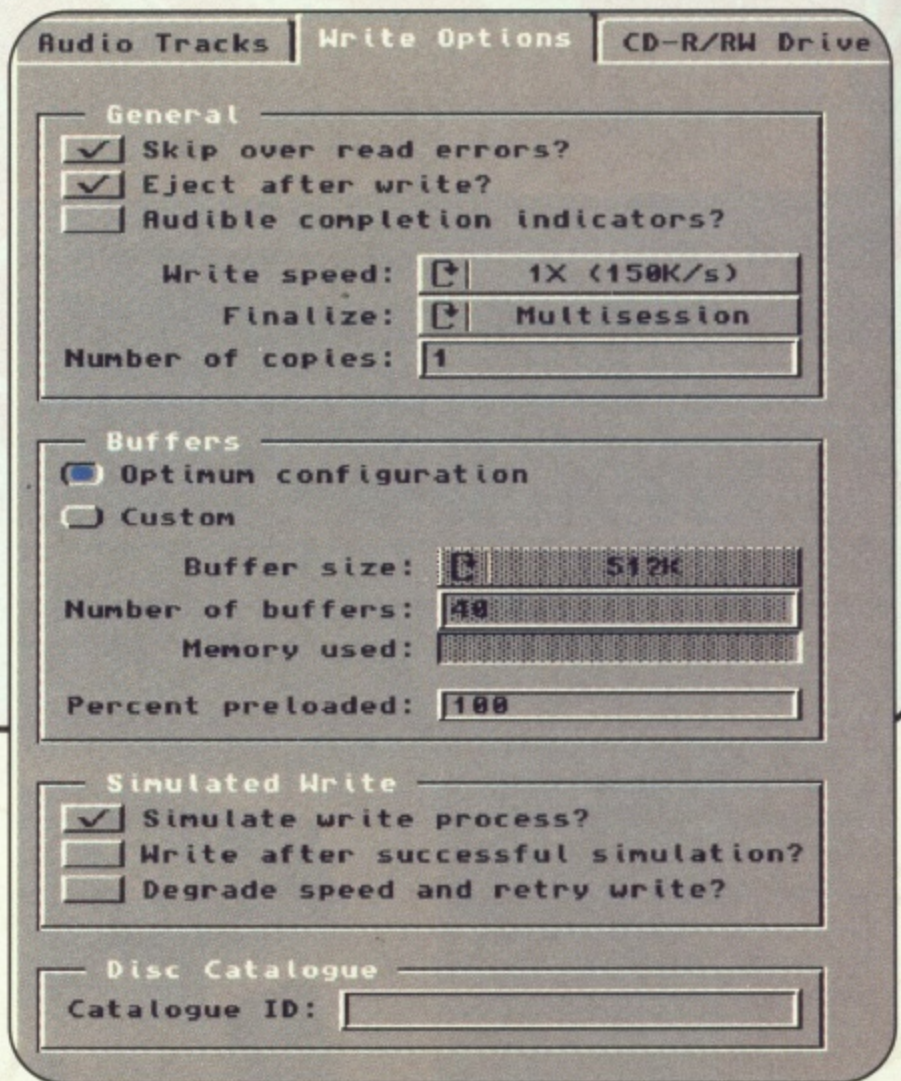 Audio Tracks Write Options CD-R/RW Drive
General
Skip over read errors?
Eject after write?
Audible completion indicators?
Write speed: 1X (150K/s)
Finalize: Multisession
Number of copies: 1
Buffers
Optimum configuration
Custom
Buffer size: 512K
Number of buffers: 40
Memory used:
Percent preloaded: 100
Simulated Write
Simulate write process?
Write after successful simulation?
Degrade speed and retry write?
Disc Catalogue
Catalogue ID: